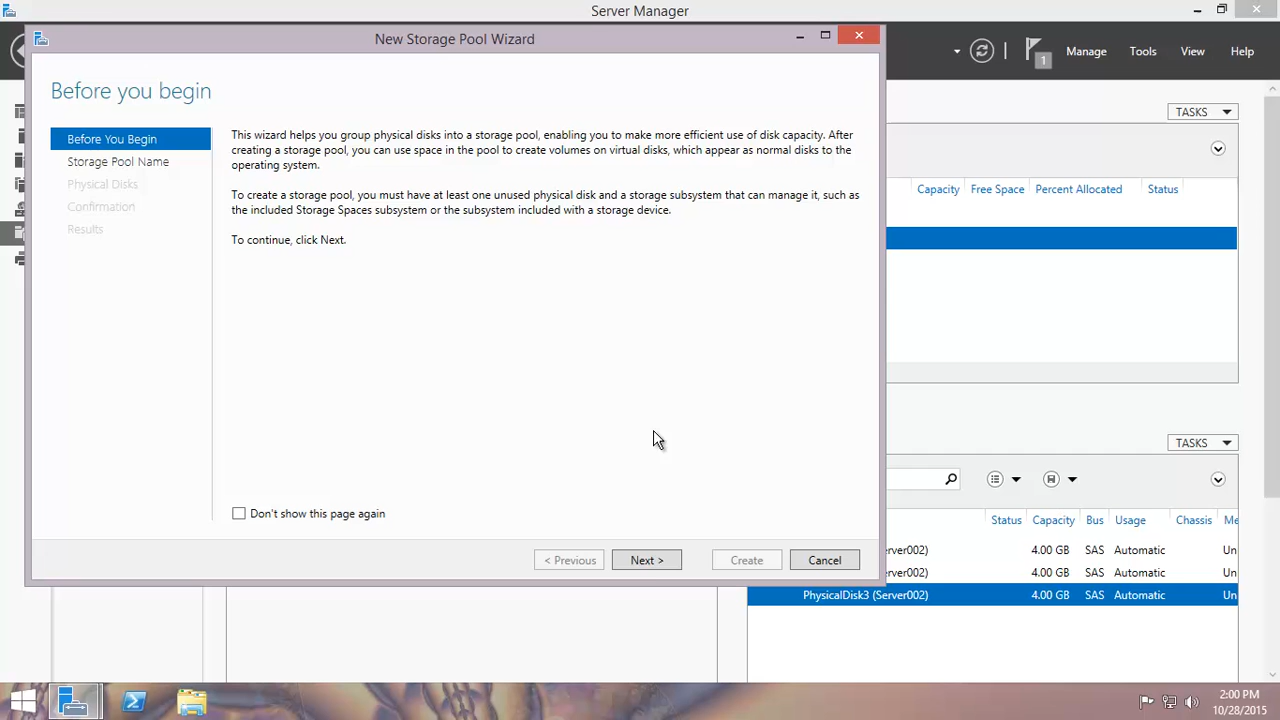 Server Manager
New Storage Pool Wizard
1
Manage
Tools
View
Help
Before you begin
Before You Begin
Storage Pool Name
Physical Disks
Confirmation
Results
This wizard helps you group physical disks into a storage pool, enabling you to make more efficient use of disk capacity. After
creating a storage pool, you can use space in the pool to create volumes on virtual disks, which appear as normal disks to the
operating system.
To create a storage pool, you must have at least one unused physical disk and a storage subsystem that can manage it, such as
the included Storage Spaces subsystem or the subsystem included with a storage device.
To continue, click Next.
Don't show this page again
< Previous
Next >
Create
Cancel
TASKS
Capacity Free Space Percent Allocated Status
TASKS
Status Capacity Bus Usage Chassis Me
erver002) 4.00 GB SAS Automatic Un
erver002) 4.00 GB SAS Automatic Un
PhysicalDisk3 (Server002) 4.00 GB SAS Automatic Un
2:00 PM
10/28/2015